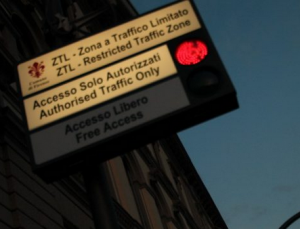 ZTL - Zona a Traffico Limitato
ZTL - Restricted Traffic Zone
Accesso Solo Autorizzati
Authorised Traffic Only
Accesso Libero
Free Access